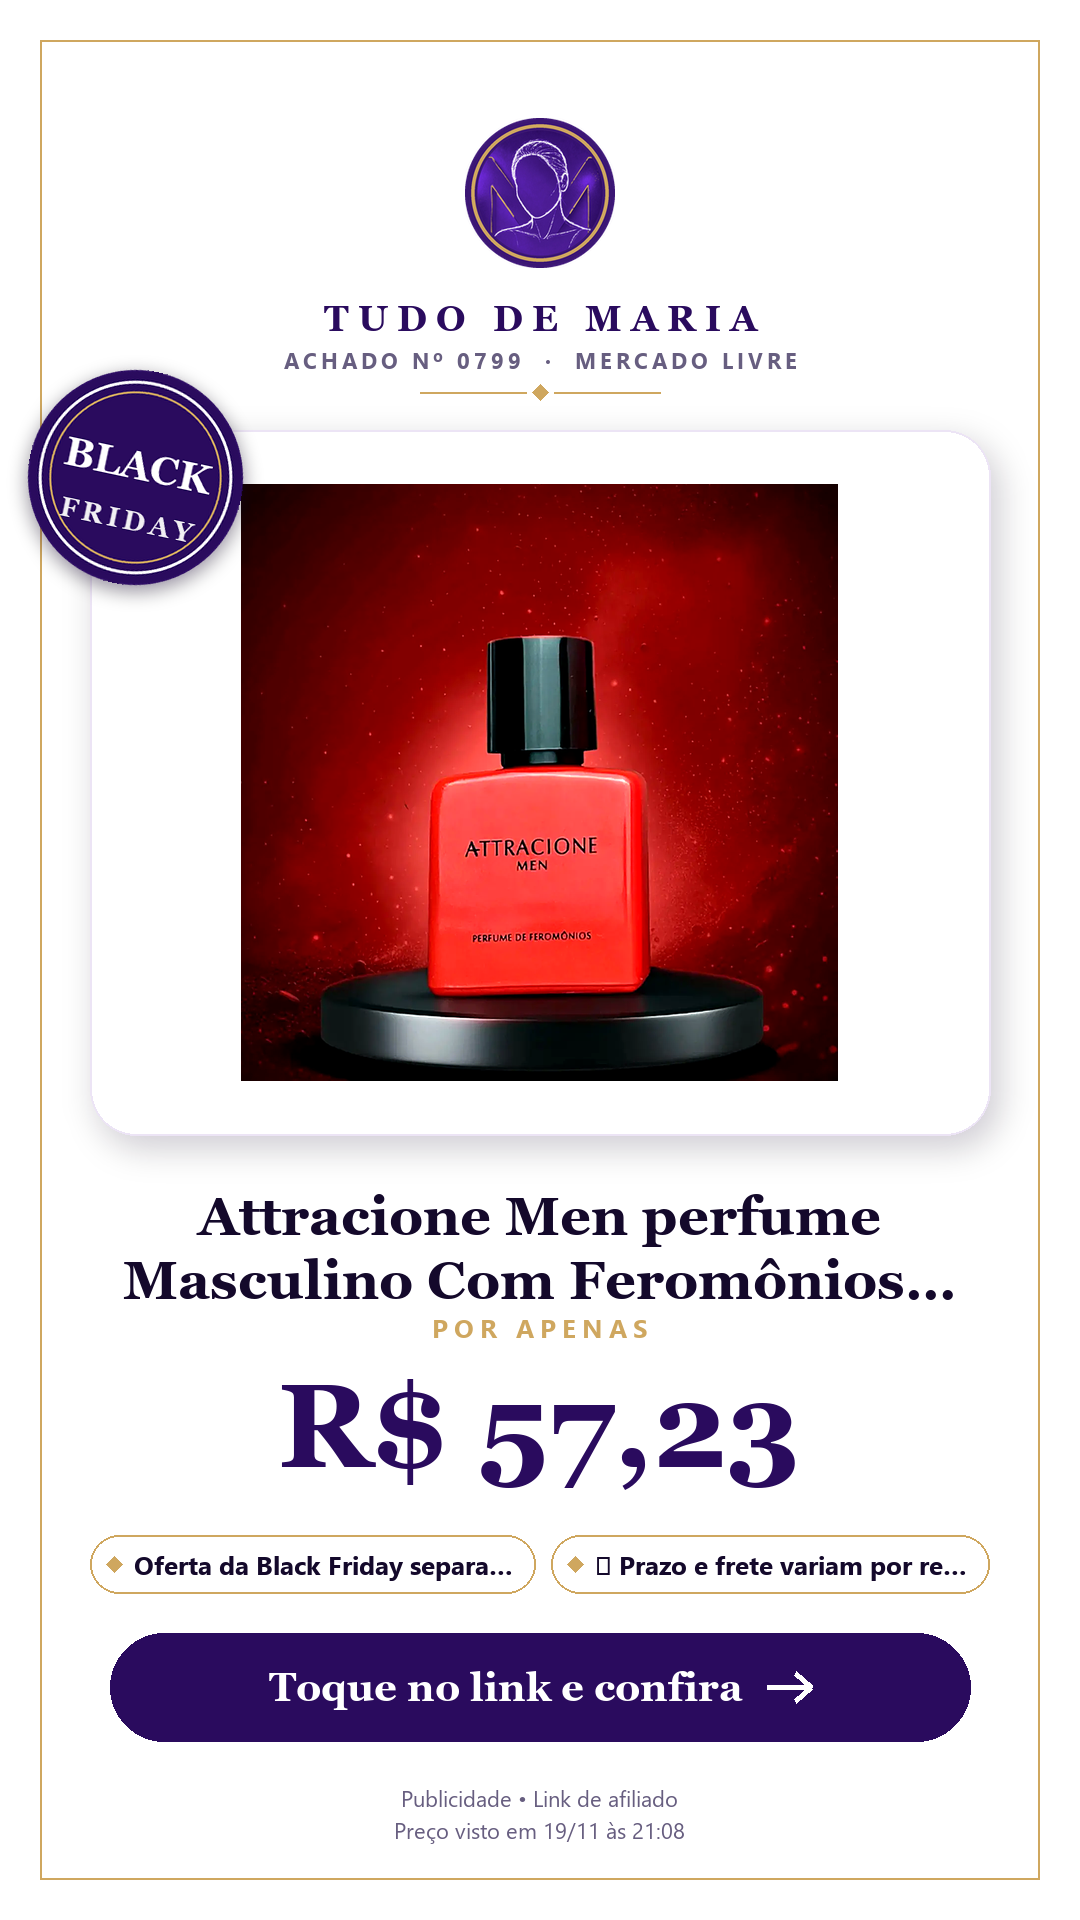 TUDO DE MARIA
ACHADO Nº 0799 · MERCADO LIVRE
BLACK
FRIDAY
ATTRACIONE
MEN
PERFUME DE FEROMÔNIOS
Attracione Men perfume
Masculino Com Feromônios...
POR APENAS
R$ 57,23
Oferta da Black Friday separa...
Prazo e frete variam por re...
Toque no link e confira →
Publicidade • Link de afiliado
Preço visto em 19/11 às 21:08